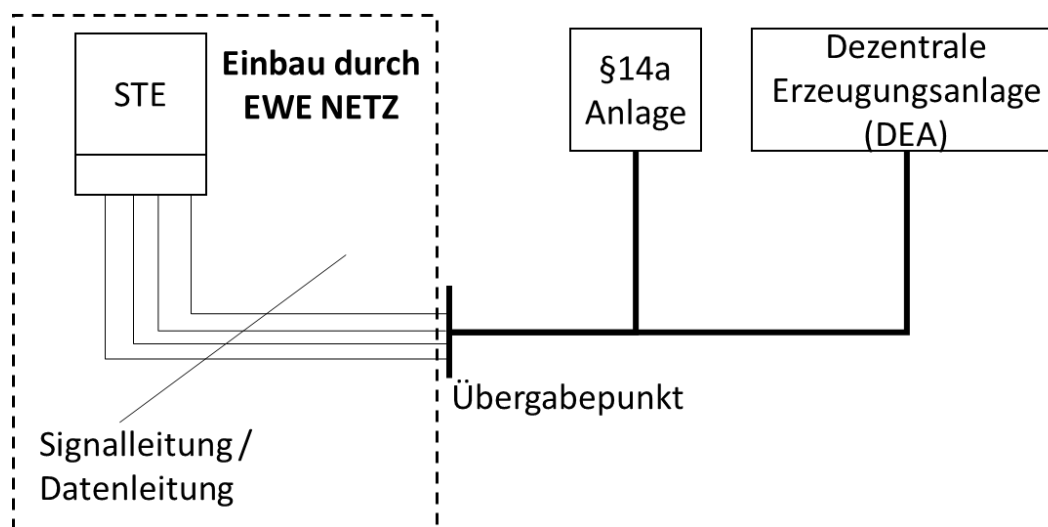 STE
Einbau durch
EWE NETZ
§14a
Anlage
Dezentrale
Erzeugungsanlage
(DEA)
Übergabepunkt
Signalleitung /
Datenleitung